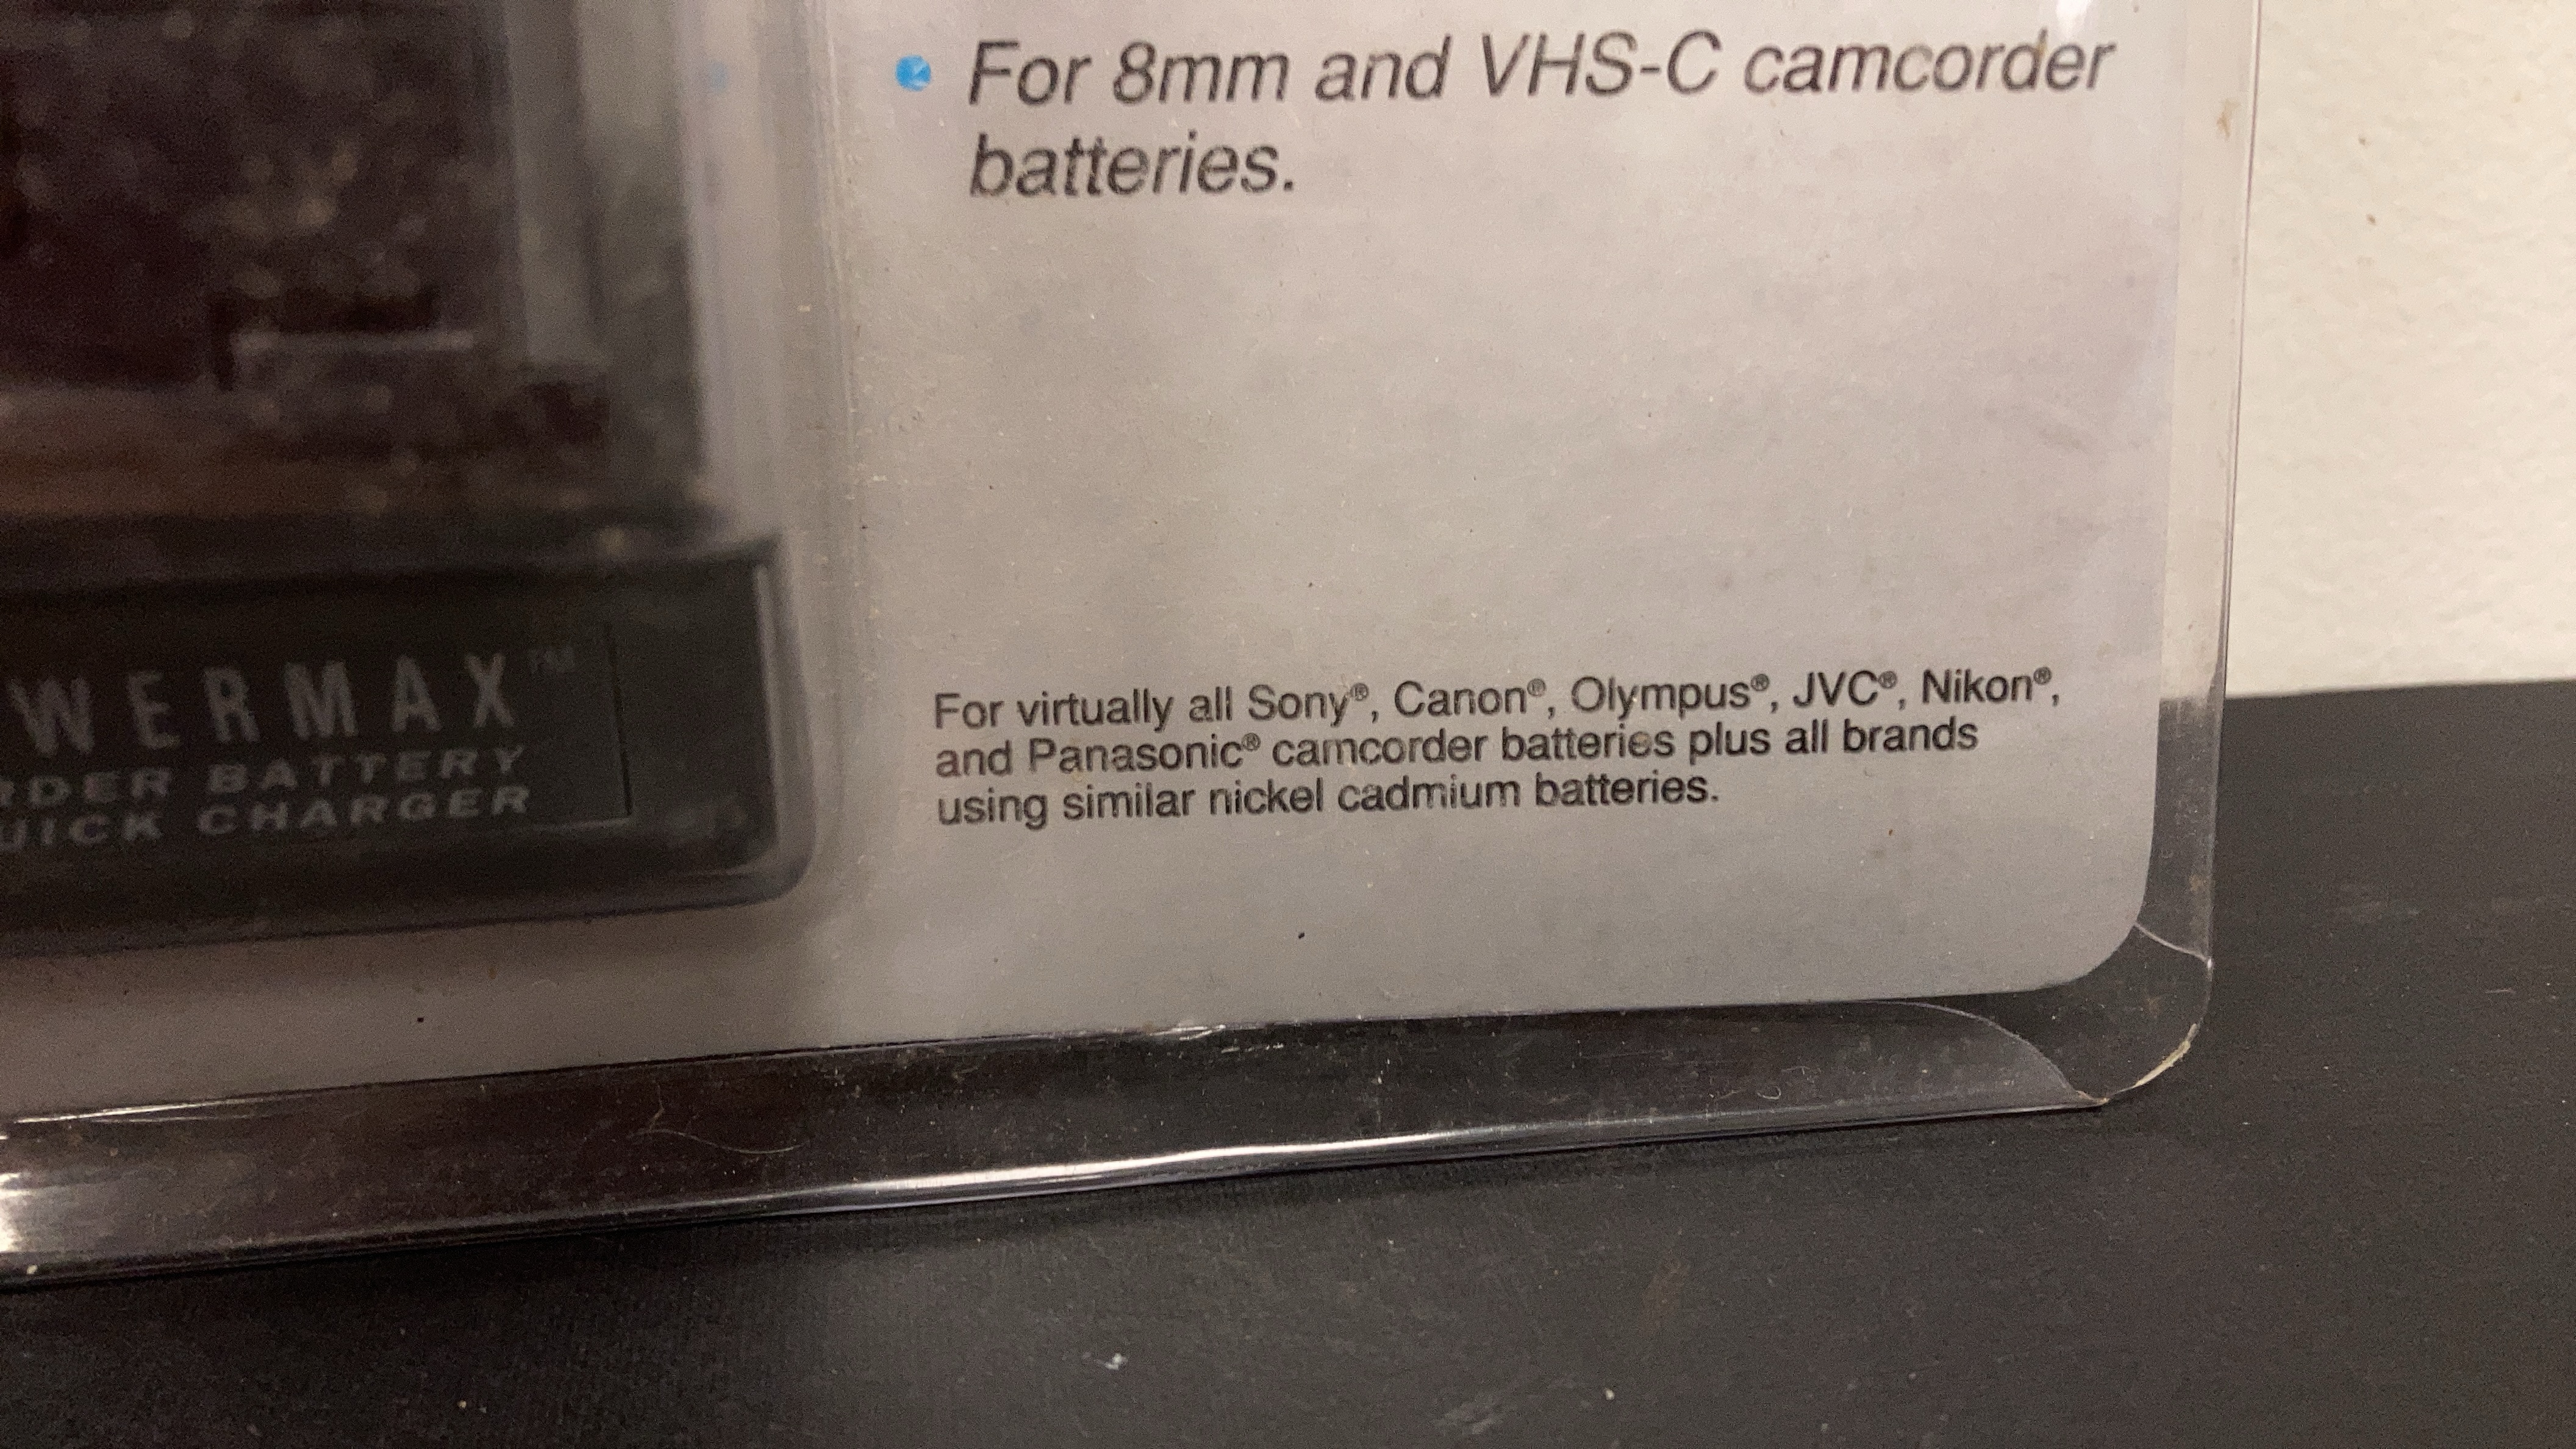 • For 8mm and VHS-C camcorder
batteries.
WERMAX™
RDER BATTERY
UICK CHARGER
For virtually all Sony®, Canon®, Olympus®, JVC®, Nikon®,
and Panasonic® camcorder batteries plus all brands
using similar nickel cadmium batteries.